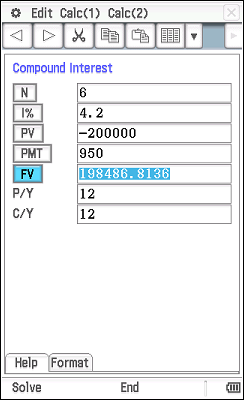 Edit Calc(1) Calc(2)
Compound Interest
N 6
I% 4.2
PV -200000
PMT 950
FV 198486.8136
P/Y 12
C/Y 12
Help Format
Solve End